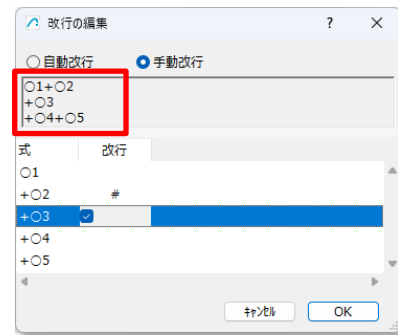 改行の編集
? ×
自動改行 手動改行
○1+○2
+○3
+○4+○5
式 改行
○1
+○2 #
+○3
+○4
+○5
ｷｬﾝｾﾙ OK